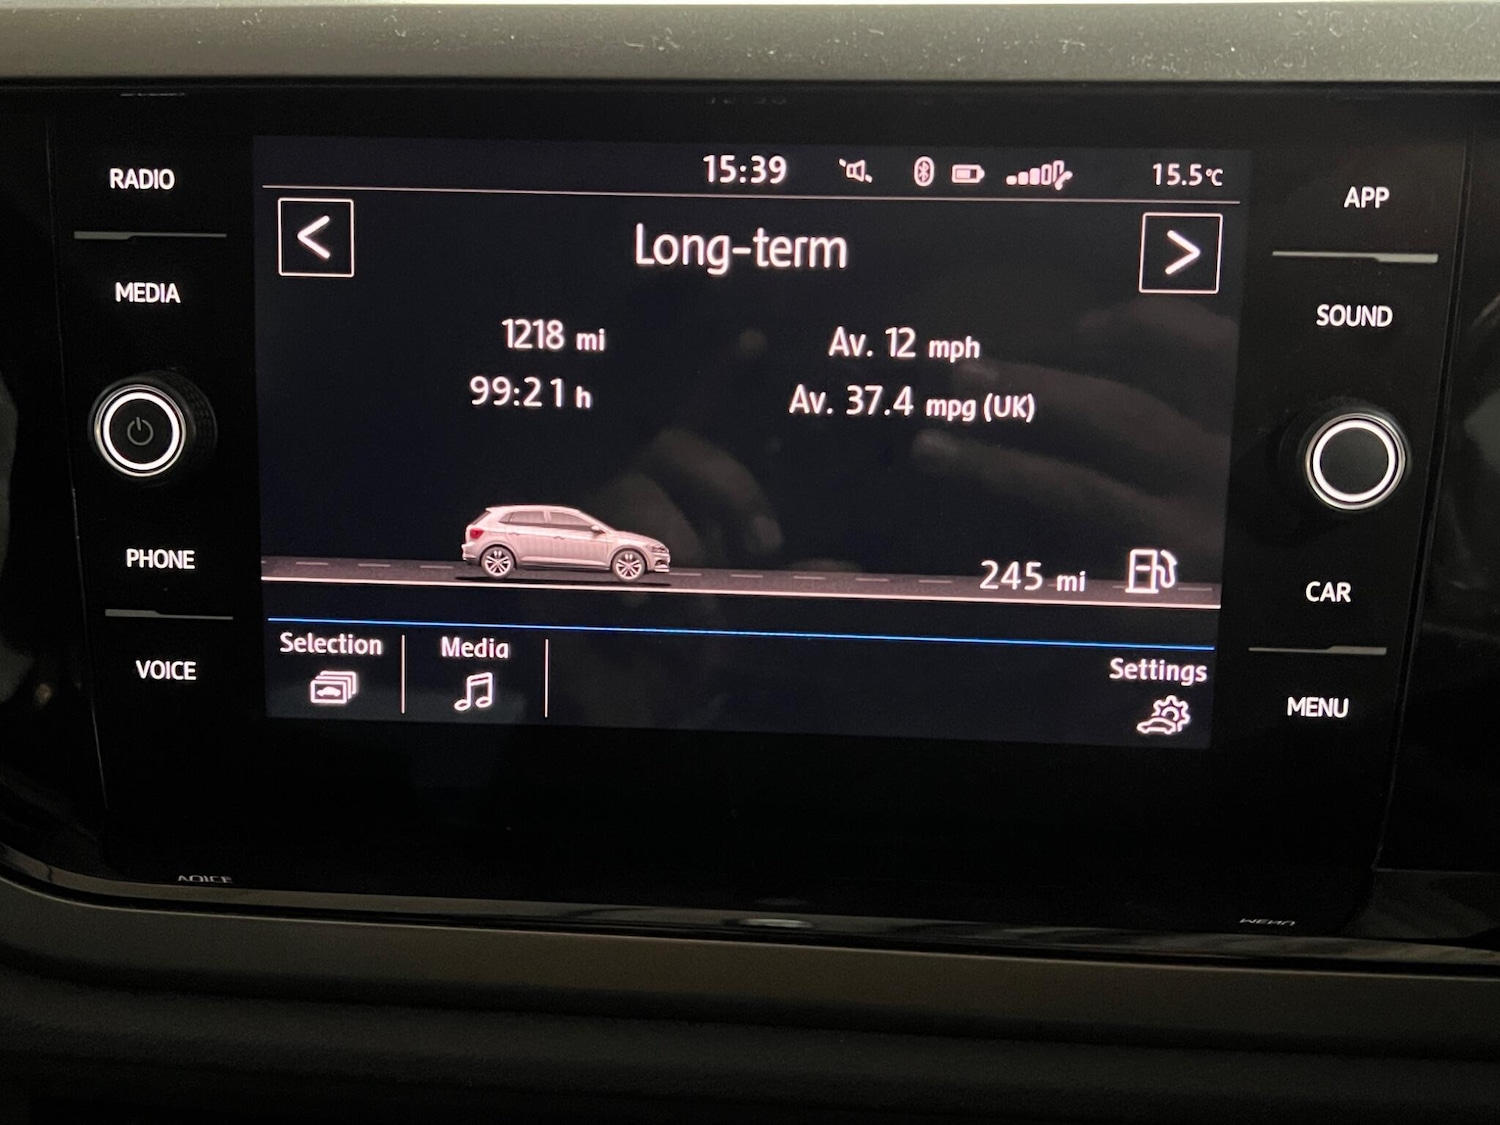 15:39 15.5°C
RADIO
MEDIA
PHONE
VOICE
< Long-term >
1218 mi Av. 12 mph
99:21 h Av. 37.4 mpg (UK)
245 mi
Selection Media Settings
APP
SOUND
CAR
MENU